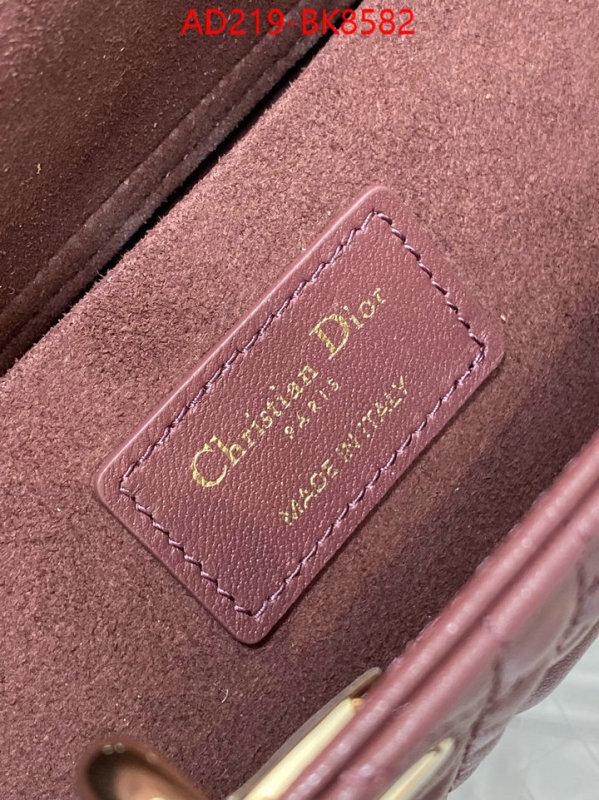 AD219-BK8582
Christian Dior
PARIS
MADE IN ITALY